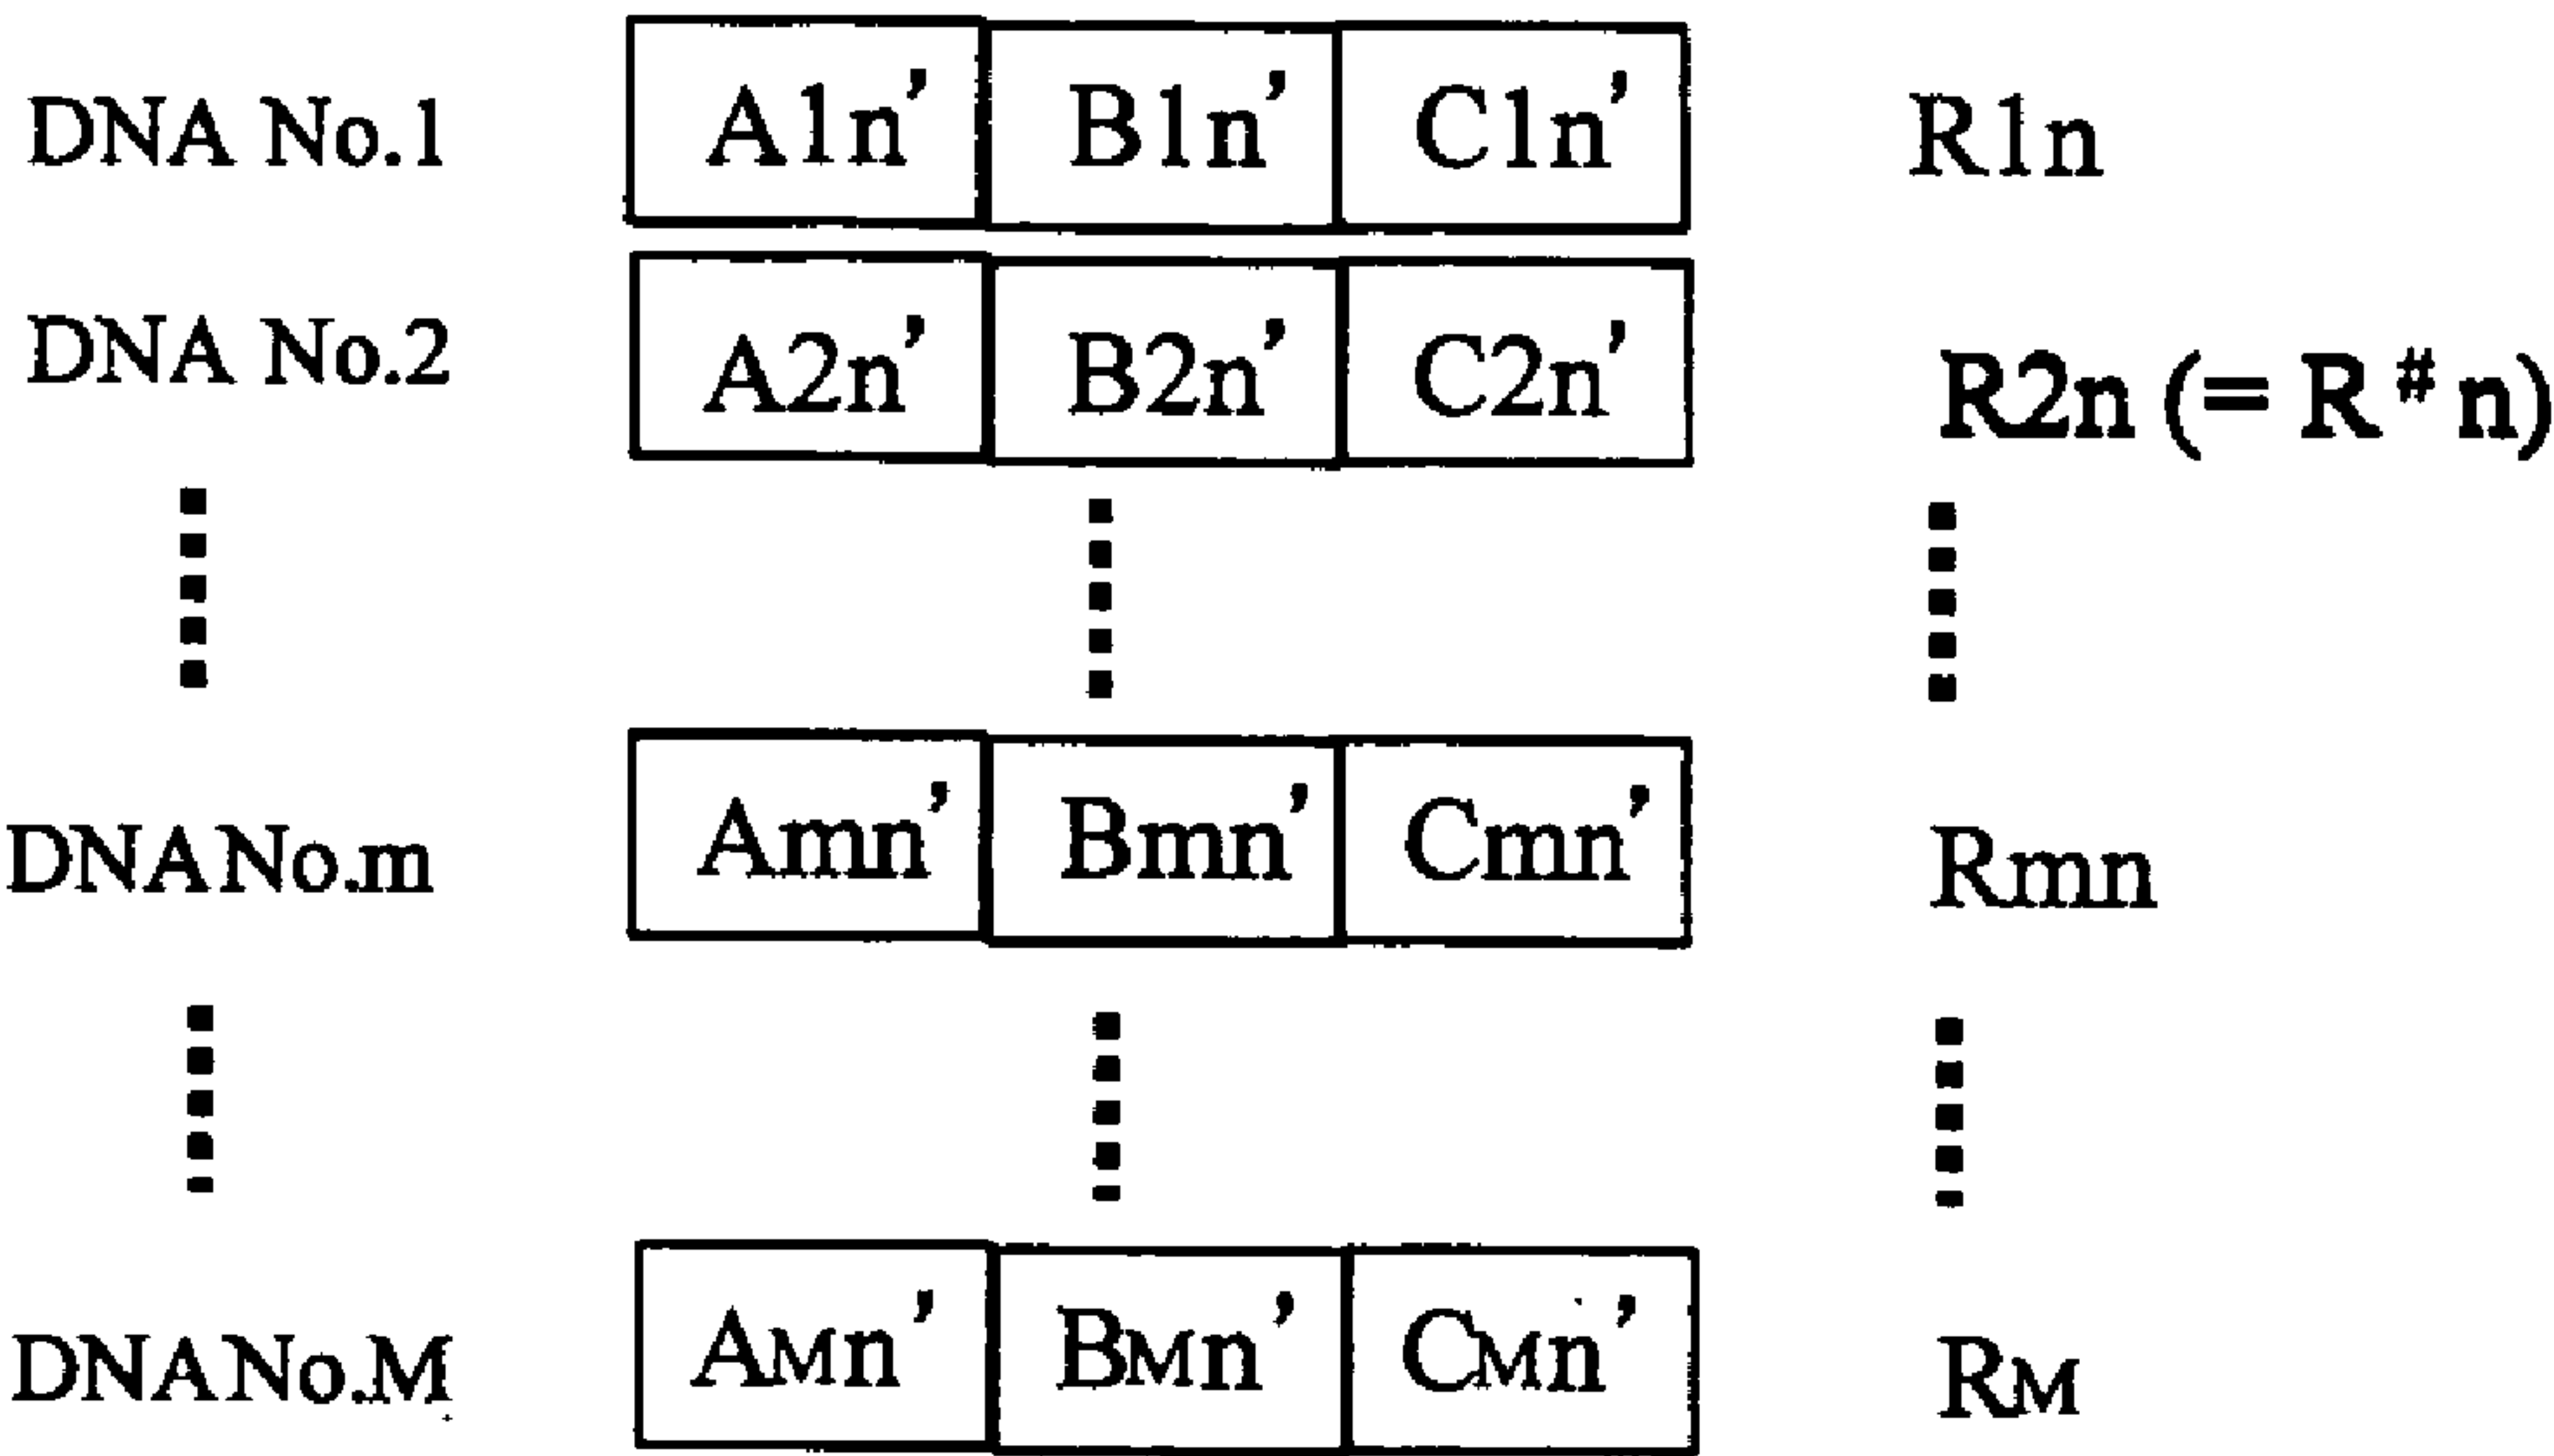 DNA No.1 A1n’ B1n’ C1n’ R1n
DNA No.2 A2n’ B2n’ C2n’ R2n (= R # n)
DNANo.m Amn’ Bmn’ Cmn’ Rmn
DNANo.M AMn’ BMn’ CMn’ RM